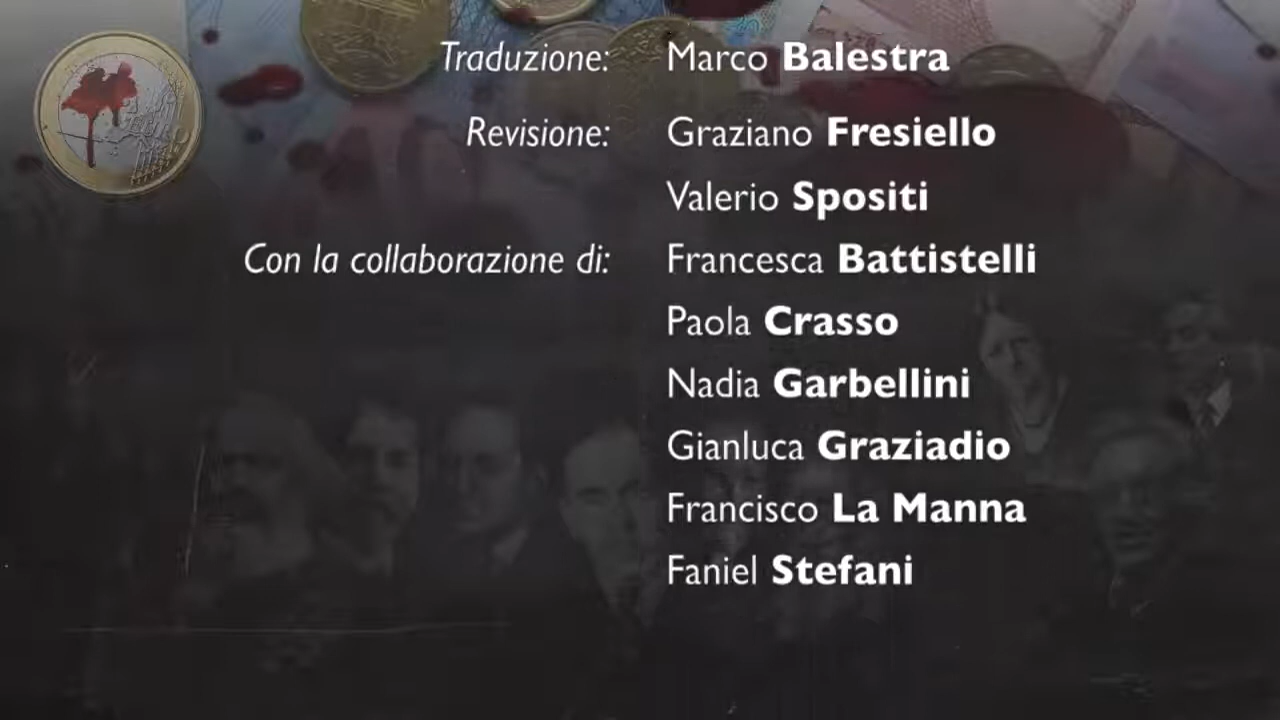 Traduzione: Marco Balestra
Revisione: Graziano Fresiello
Valerio Spositi
Con la collaborazione di: Francesca Battistelli
Paola Crasso
Nadia Garbellini
Gianluca Graziadio
Francisco La Manna
Faniel Stefani